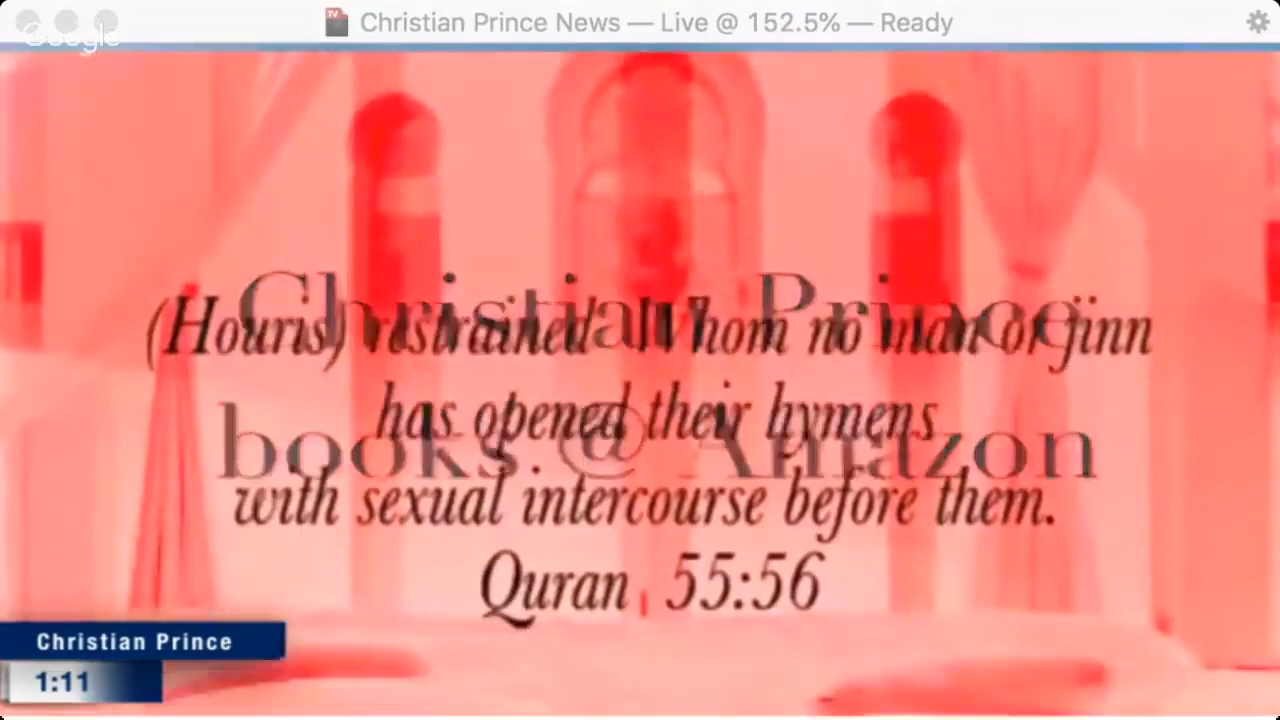 Christian Prince News — Live @ 152.5% — Ready
Google
Christian Prince
(Houris) restrained Whom no man or jinn
has opened their hymens
books @ Amazon
with sexual intercourse before them.
Quran 55:56
Christian Prince
1:11